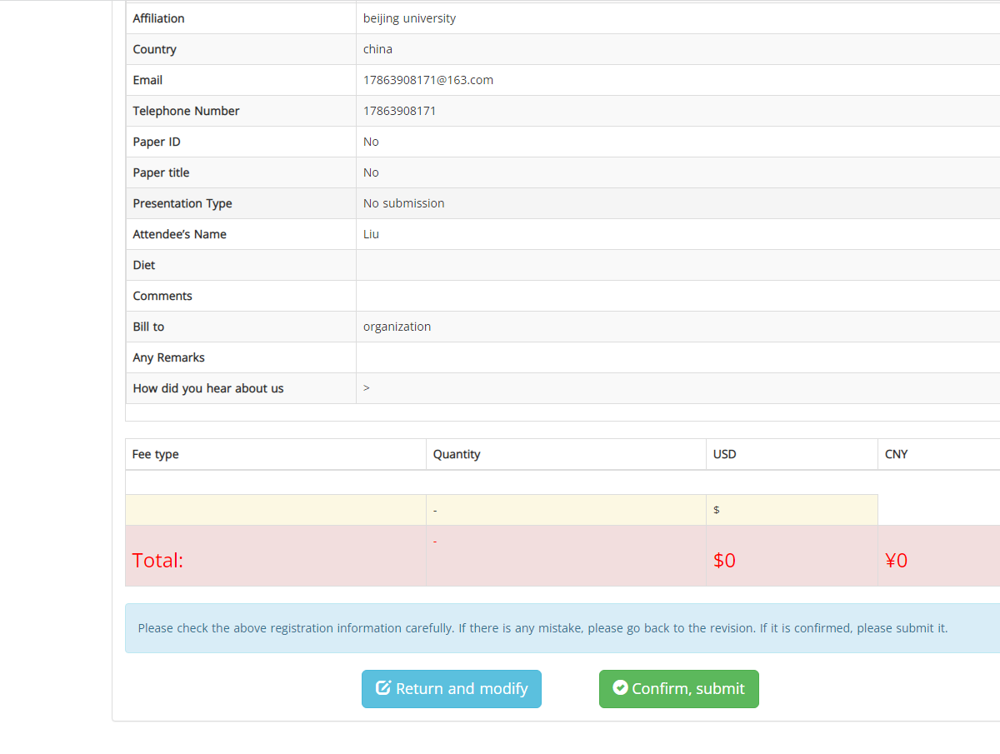 Affiliation beijing university
Country china
Email 17863908171@163.com
Telephone Number 17863908171
Paper ID No
Paper title No
Presentation Type No submission
Attendee’s Name Liu
Diet
Comments
Bill to organization
Any Remarks
How did you hear about us >
Fee type Quantity USD CNY
- $
Total: - $0 ¥0
Please check the above registration information carefully. If there is any mistake, please go back to the revision. If it is confirmed, please submit it.
Return and modify Confirm, submit